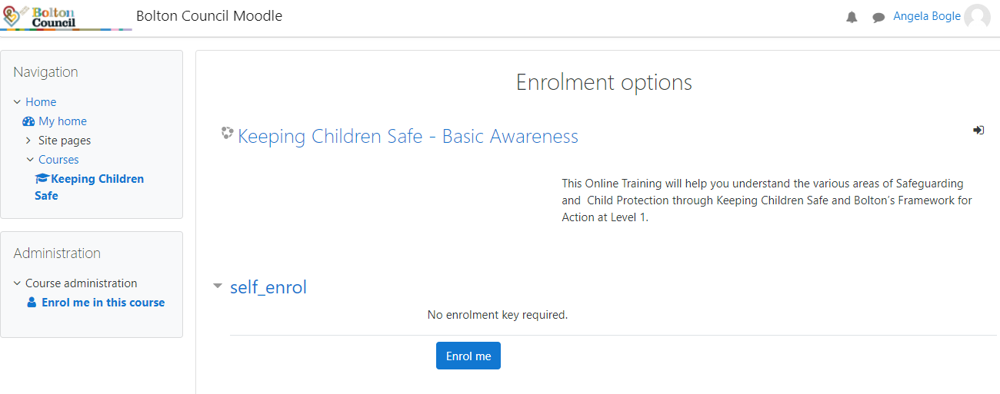 Bolton
Council
Bolton Council Moodle
Angela Bogle
Navigation
Home
My home
Site pages
Courses
Keeping Children
Safe
Administration
Course administration
Enrol me in this course
Enrolment options
Keeping Children Safe - Basic Awareness
This Online Training will help you understand the various areas of Safeguarding
and  Child Protection through Keeping Children Safe and Bolton’s Framework for
Action at Level 1.
self_enrol
No enrolment key required.
Enrol me